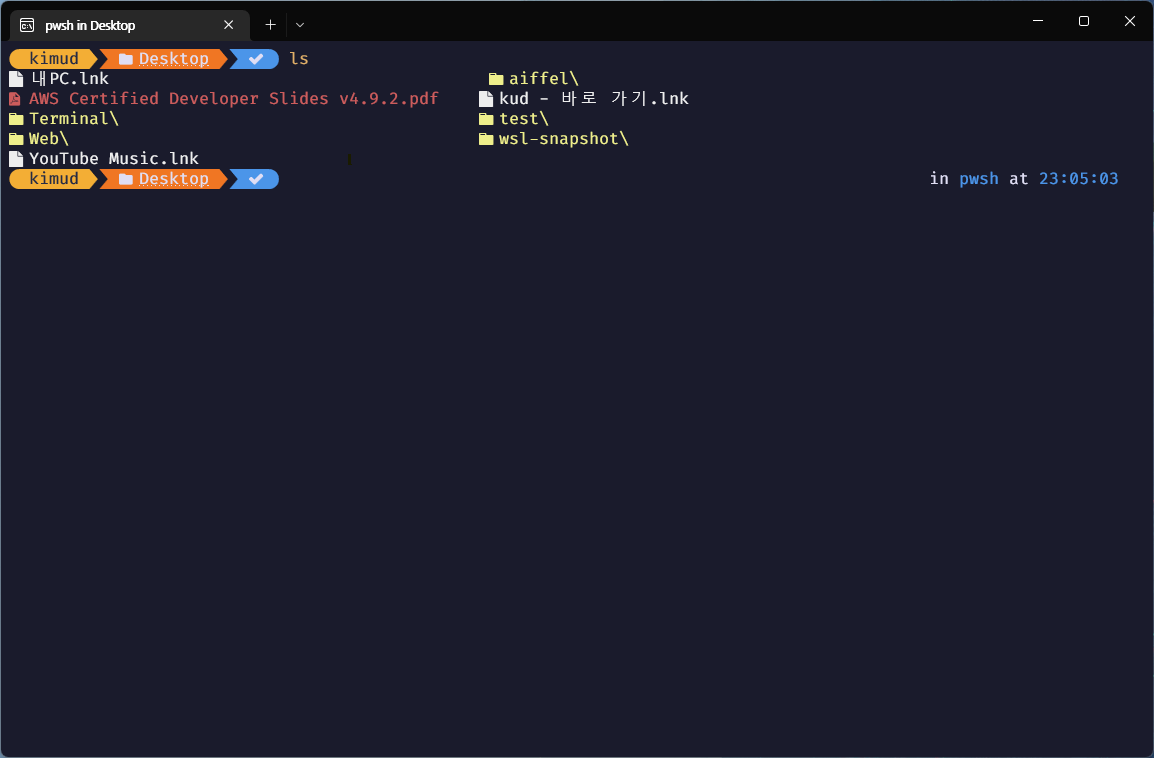 pwsh in Desktop
kimud Desktop ls
내PC.lnk aiffel\
AWS Certified Developer Slides v4.9.2.pdf kud - 바로 가기.lnk
Terminal\ test\
Web\ wsl-snapshot\
YouTube Music.lnk
kimud Desktop in pwsh at 23:05:03